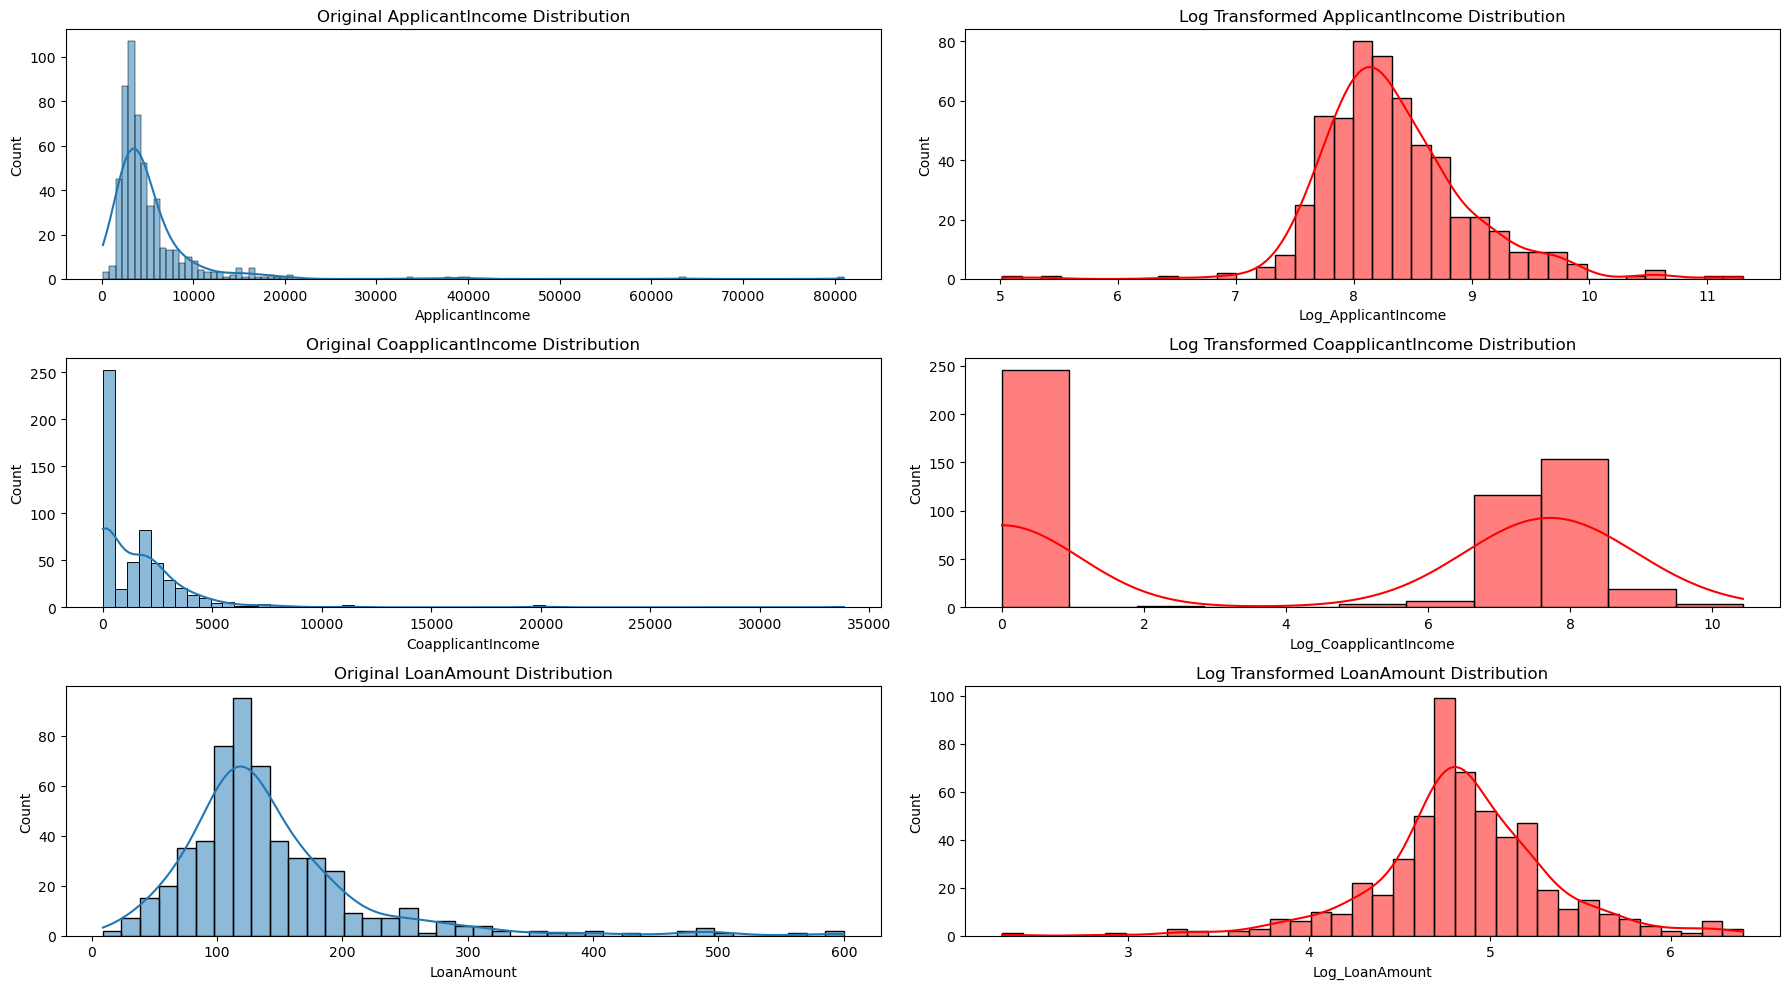 Original ApplicantIncome Distribution
Count
100
80
60
40
20
0
0 10000 20000 30000 40000 50000 60000 70000 80000
ApplicantIncome
Log Transformed ApplicantIncome Distribution
Count
80
60
40
20
0
5 6 7 8 9 10 11
Log_ApplicantIncome
Original CoapplicantIncome Distribution
Count
250
200
150
100
50
0
0 5000 10000 15000 20000 25000 30000 35000
CoapplicantIncome
Log Transformed CoapplicantIncome Distribution
Count
250
200
150
100
50
0
0 2 4 6 8 10
Log_CoapplicantIncome
Original LoanAmount Distribution
Count
80
60
40
20
0
0 100 200 300 400 500 600
LoanAmount
Log Transformed LoanAmount Distribution
Count
100
80
60
40
20
0
3 4 5 6
Log_LoanAmount